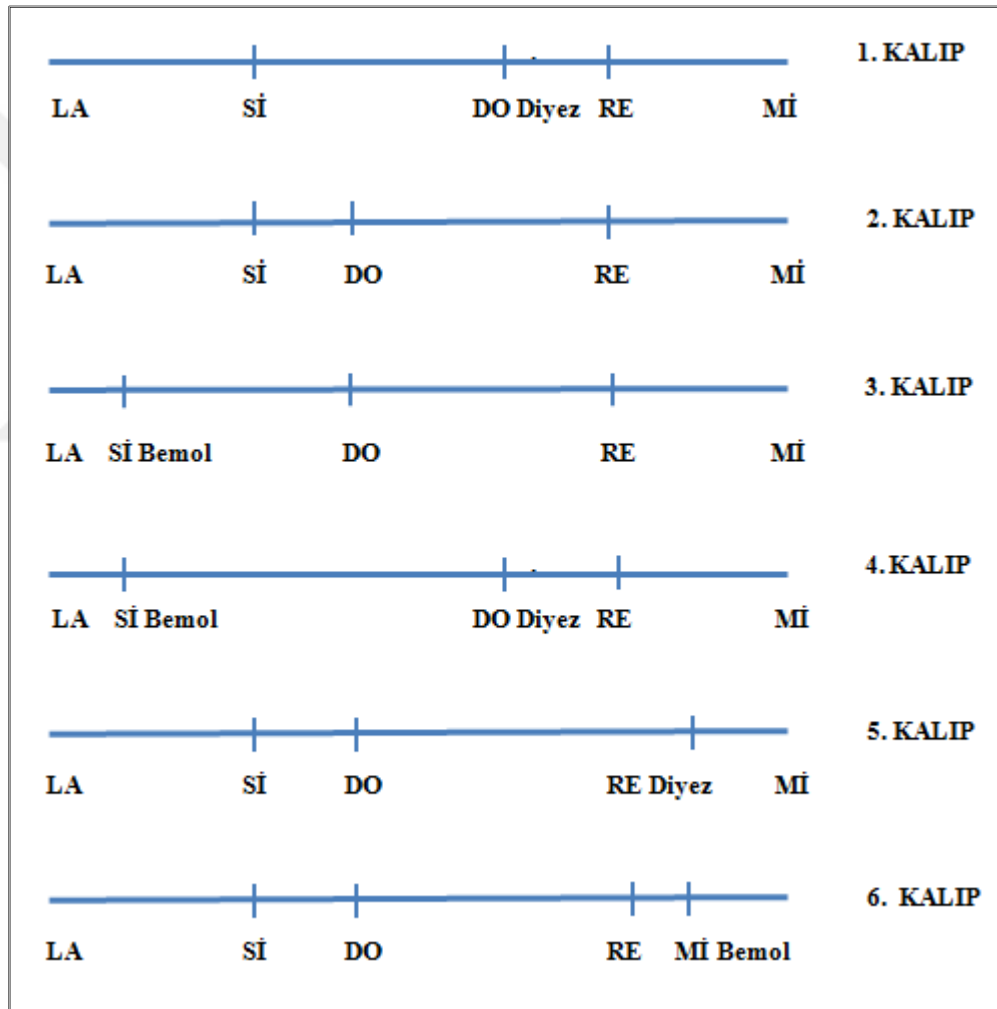 1. KALIP
LA Sİ DO Diyez RE Mİ
2. KALIP
LA Sİ DO RE Mİ
3. KALIP
LA Sİ Bemol DO RE Mİ
4. KALIP
LA Sİ Bemol DO Diyez RE Mİ
5. KALIP
LA Sİ DO RE Diyez Mİ
6. KALIP
LA Sİ DO RE Mİ Bemol